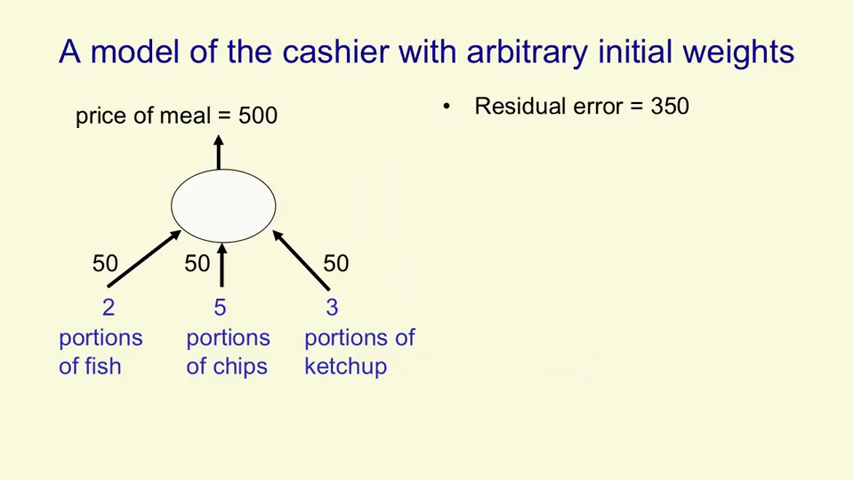 A model of the cashier with arbitrary initial weights
price of meal = 500
• Residual error = 350
50 50 50
2 5 3
portions portions portions of
of fish of chips ketchup